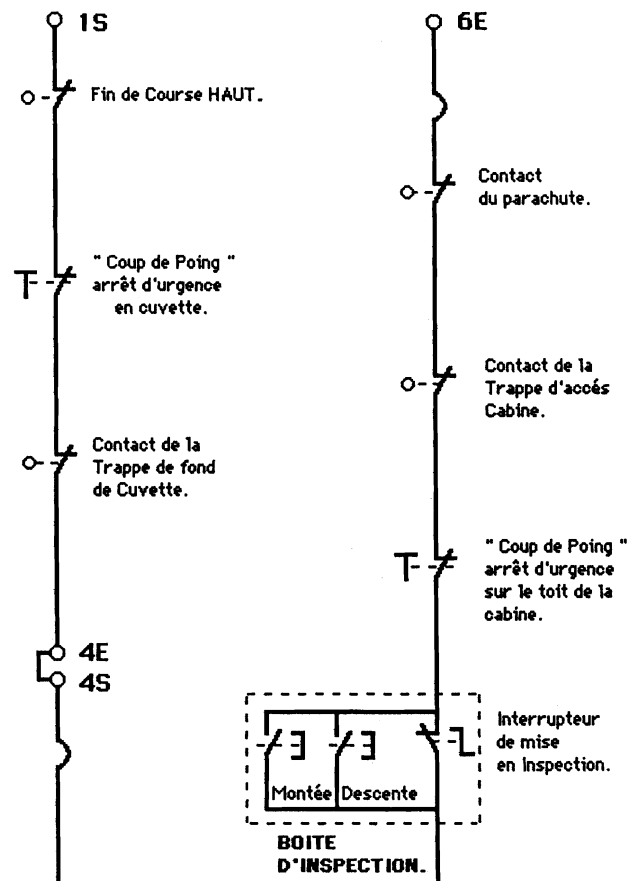 1S
Fin de Course HAUT.
" Coup de Poing "
arrêt d'urgence
en cuvette.
Contact de la
Trappe de fond
de Cuvette.
4E
4S
6E
Contact
du parachute.
Contact de la
Trappe d'accés
Cabine.
" Coup de Poing "
arrêt d'urgence
sur le toit de la
cabine.
Interrupteur
de mise
en Inspection.
Montée Descente
BOITE
D'INSPECTION.